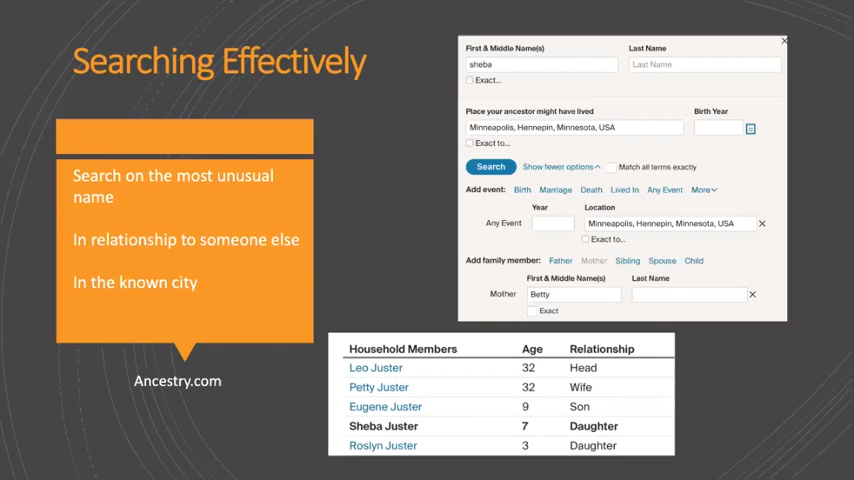 Searching Effectively
Search on the most unusual
name
In relationship to someone else
In the known city
Ancestry.com
First & Middle Name(s) Last Name
sheba Last Name
Exact...
Place your ancestor might have lived Birth Year
Minneapolis, Hennepin, Minnesota, USA
Exact to...
Search Show fewer options Match all terms exactly
Add event: Birth Marriage Death Lived In Any Event More
Year Location
Any Event Minneapolis, Hennepin, Minnesota, USA
Exact to...
Add family member: Father Mother Sibling Spouse Child
First & Middle Name(s) Last Name
Mother Betty
Exact
Household Members Age Relationship
Leo Juster 32 Head
Petty Juster 32 Wife
Eugene Juster 9 Son
Sheba Juster 7 Daughter
Roslyn Juster 3 Daughter